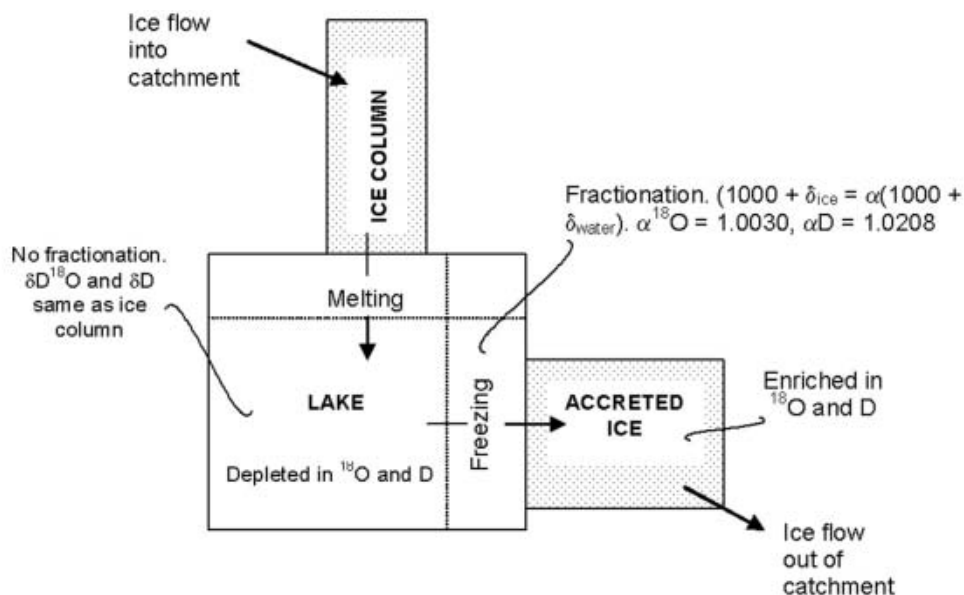 Ice flow
into
catchment
ICE COLUMN
Fractionation. (1000 + δice = α(1000 +
δwater). α¹⁸O = 1.0030, αD = 1.0208
No fractionation.
δD¹⁸O and δD
same as ice
column
Melting
LAKE
Freezing
ACCRETED
ICE
Enriched in
¹⁸O and D
Depleted in ¹⁸O and D
Ice flow
out of
catchment